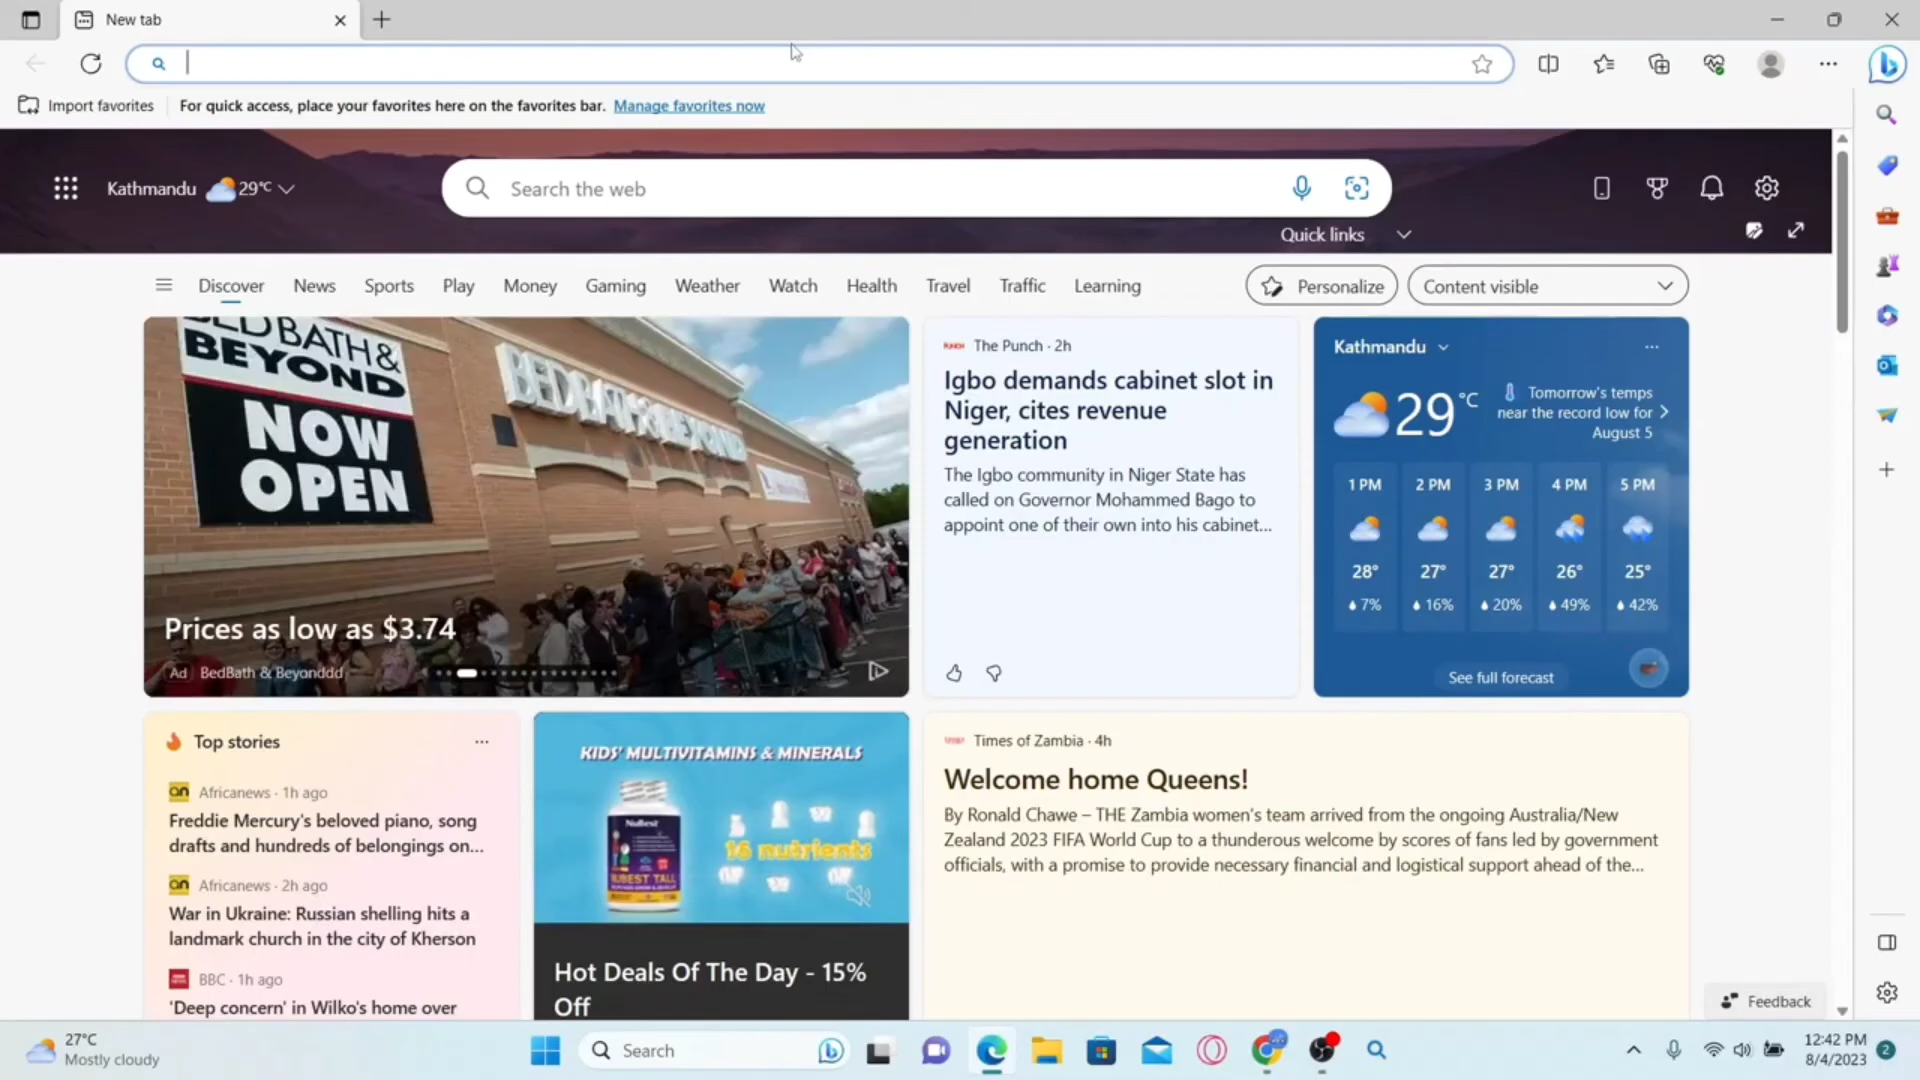 New tab
Import favorites
For quick access, place your favorites here on the favorites bar. Manage favorites now
Kathmandu 29°C
Search the web
Quick links
Discover News Sports Play Money Gaming Weather Watch Health Travel Traffic Learning
Personalize
Content visible
BED BATH &
BEYOND
NOW
OPEN
BED BATH & BEYOND
Prices as low as $3.74
Ad BedBath & Beyonddd
PUNCH The Punch · 2h
Igbo demands cabinet slot in
Niger, cites revenue
generation
The Igbo community in Niger State has
called on Governor Mohammed Bago to
appoint one of their own into his cabinet...
Kathmandu
29 °C
Tomorrow's temps
near the record low for
August 5
1 PM 2 PM 3 PM 4 PM 5 PM
28° 27° 27° 26° 25°
7% 16% 20% 49% 42%
See full forecast
Top stories
an Africanews · 1h ago
Freddie Mercury's beloved piano, song
drafts and hundreds of belongings on...
an Africanews · 2h ago
War in Ukraine: Russian shelling hits a
landmark church in the city of Kherson
BBC · 1h ago
'Deep concern' in Wilko's home over
KIDS' MULTIVITAMINS & MINERALS
NuBest
NUBEST TALL
16 nutrients
Hot Deals Of The Day - 15%
Off
Times of Zambia · 4h
Welcome home Queens!
By Ronald Chawe – THE Zambia women's team arrived from the ongoing Australia/New
Zealand 2023 FIFA World Cup to a thunderous welcome by scores of fans led by government
officials, with a promise to provide necessary financial and logistical support ahead of the...
Feedback
27°C
Mostly cloudy
Search
12:42 PM
8/4/2023
2